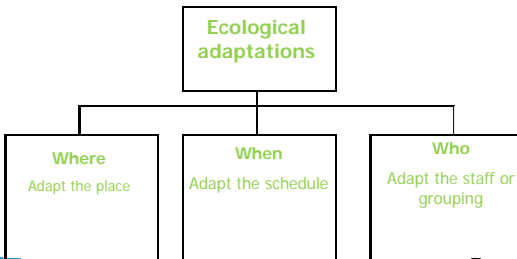 Ecological
adaptations
Where
Adapt the place
When
Adapt the schedule
Who
Adapt the staff or
grouping